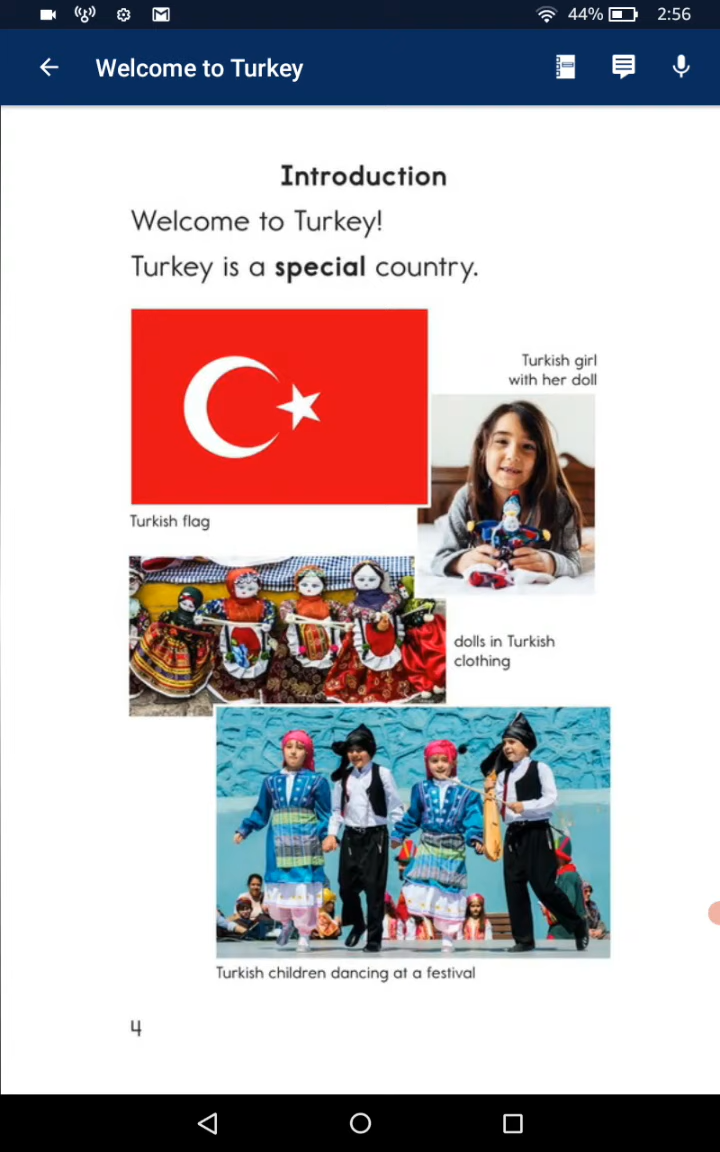 44% 2:56
Welcome to Turkey
Introduction
Welcome to Turkey!
Turkey is a special country.
Turkish girl
with her doll
Turkish flag
dolls in Turkish
clothing
Turkish children dancing at a festival
4